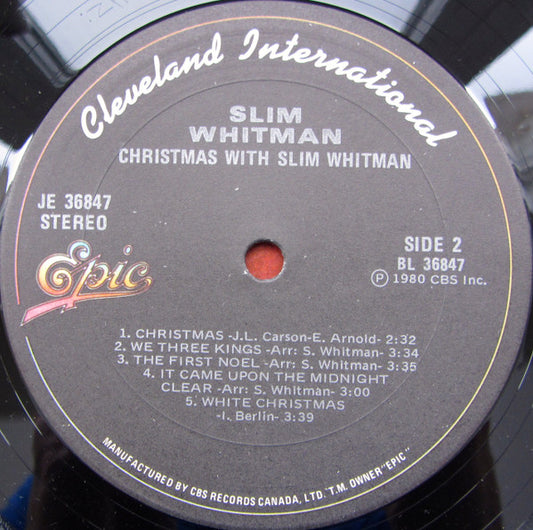 Cleveland International
SLIM
WHITMAN
CHRISTMAS WITH SLIM WHITMAN
JE 36847
STEREO
SIDE 2
BL 36847
Ⓟ 1980 CBS Inc.
Epic
1. CHRISTMAS -J.L. Carson-E. Arnold- 2:32
2. WE THREE KINGS -Arr: S. Whitman- 3:34
3. THE FIRST NOEL -Arr: S. Whitman- 3:35
4. IT CAME UPON THE MIDNIGHT
CLEAR -Arr: S. Whitman- 3:00
5. WHITE CHRISTMAS
-I. Berlin- 3:39
MANUFACTURED BY CBS RECORDS CANADA, LTD. T.M. OWNER "EPIC"